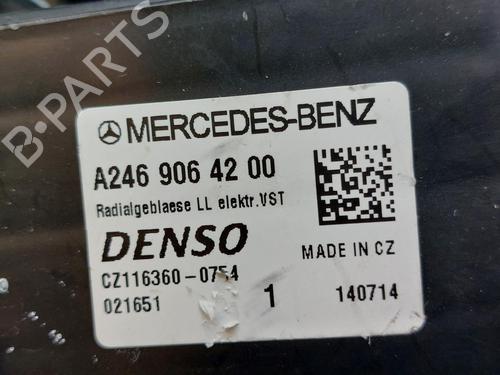 B-PARTS
MERCEDES-BENZ
A246 906 42 00
Radialgeblaese LL elektr.VST
DENSO
MADE IN CZ
CZ116360-0754
021651
1
140714